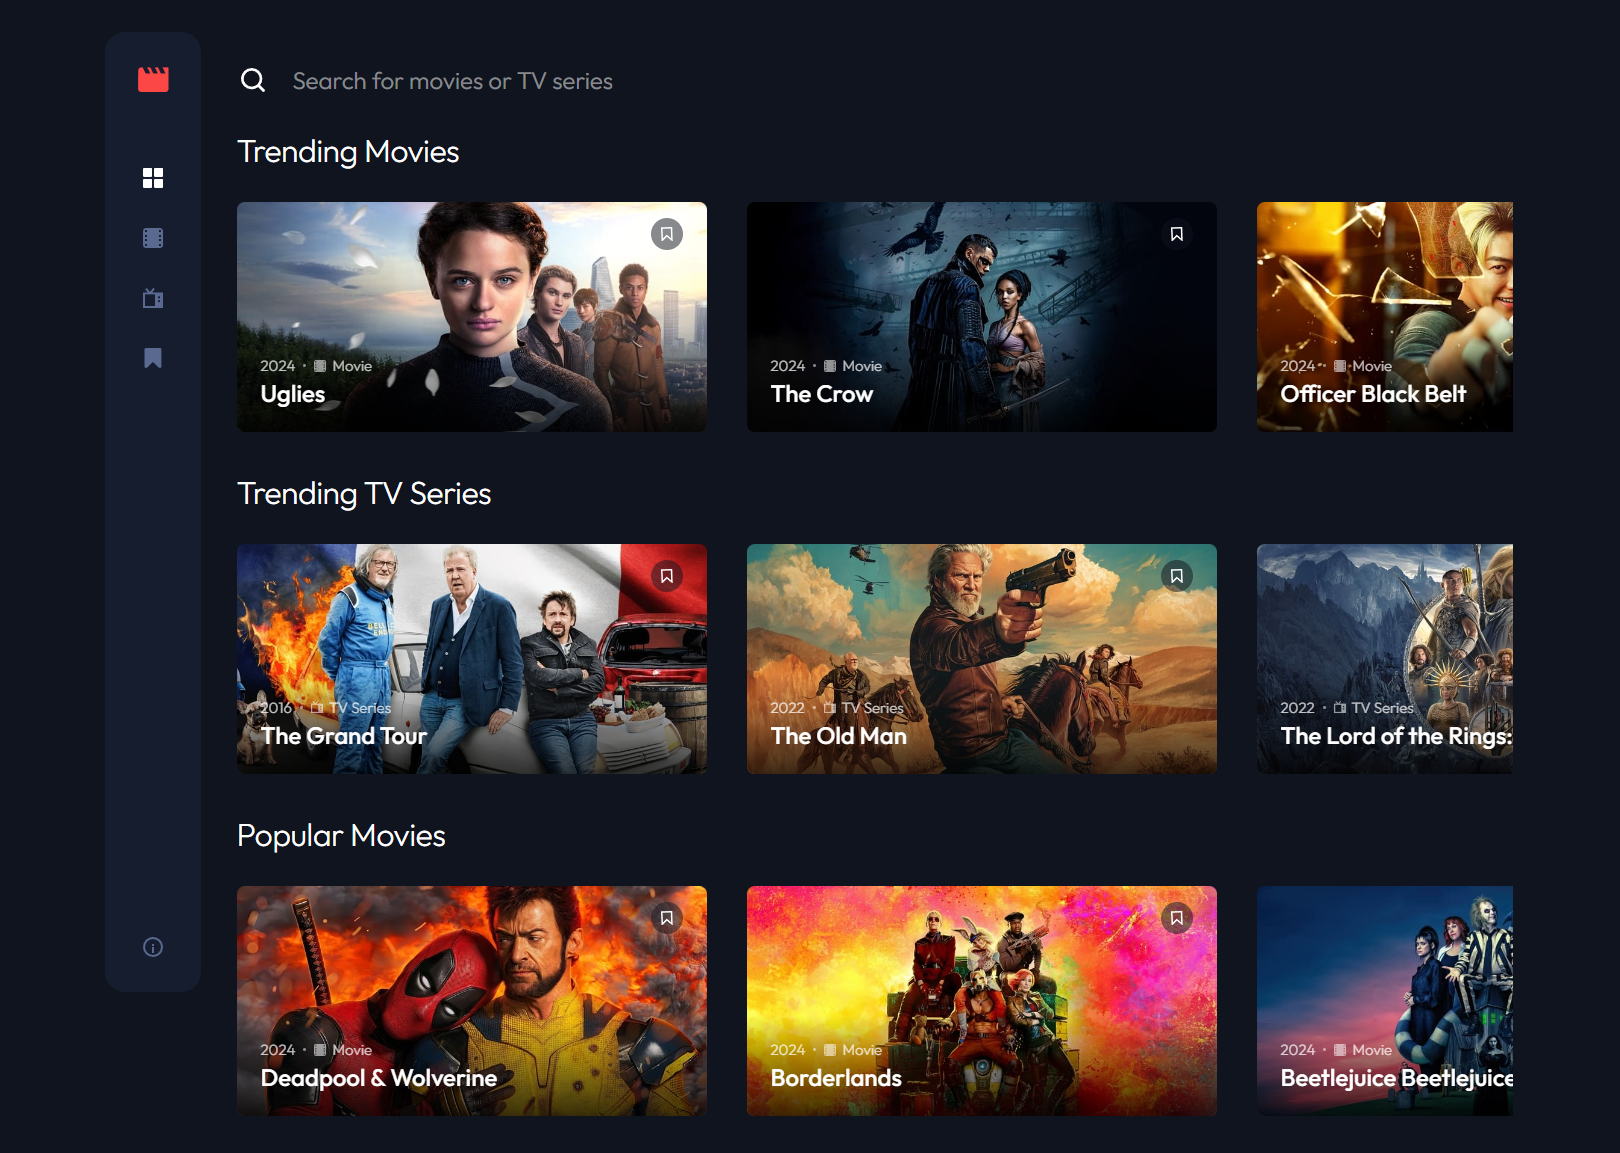 Search for movies or TV series
Trending Movies
2024 · Movie
Uglies
2024 · Movie
The Crow
2024 · Movie
Officer Black Belt
Trending TV Series
2016 · TV Series
The Grand Tour
2022 · TV Series
The Old Man
2022 · TV Series
The Lord of the Rings:
Popular Movies
2024 · Movie
Deadpool & Wolverine
2024 · Movie
Borderlands
2024 · Movie
Beetlejuice Beetlejuice